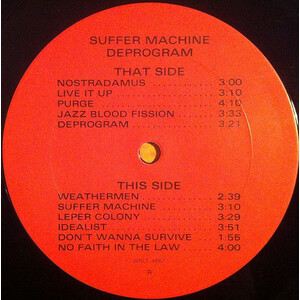 SUFFER MACHINE
DEPROGRAM
THAT SIDE
NOSTRADAMUS ........... 3:00
LIVE IT UP ................ 3:10
PURGE .................... 4:10
JAZZ BLOOD FISSION ....... 3:33
DEPROGRAM .............. 3:21
THIS SIDE
WEATHERMEN ............. 2:39
SUFFER MACHINE .......... 3:10
LEPER COLONY ............ 3:29
IDEALIST .................. 3:51
DON'T WANNA SURVIVE .... 1:55
NO FAITH IN THE LAW ...... 4:00